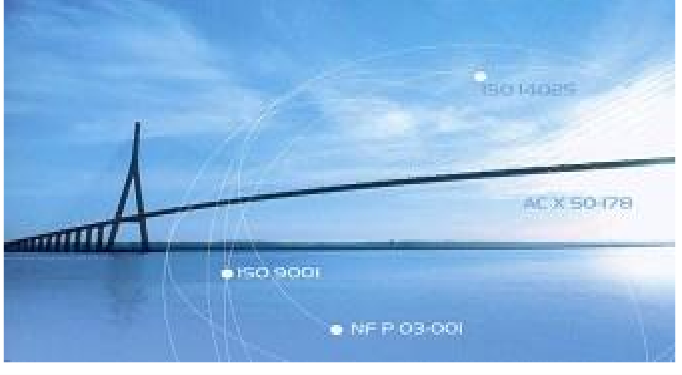 ISO 14025
AC X 50-178
ISO 9001
NF P 03-001